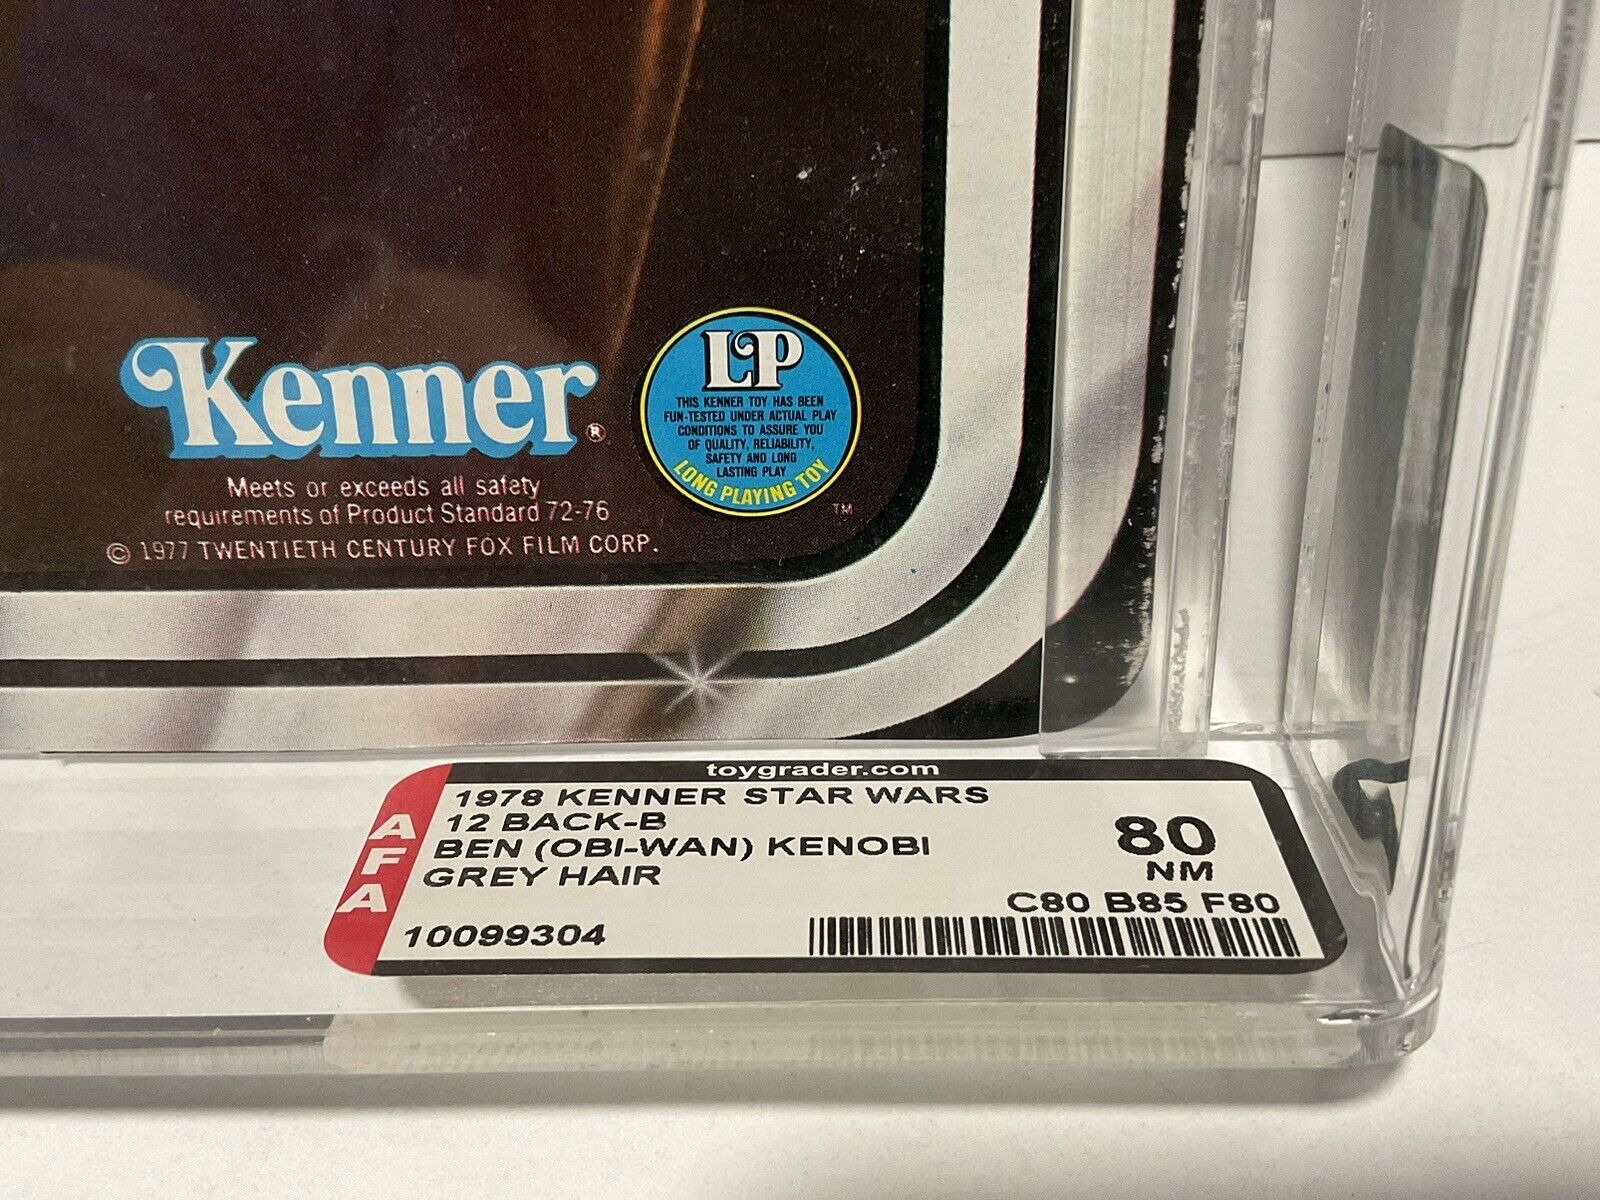 Kenner®
Meets or exceeds all safety
requirements of Product Standard 72-76
© 1977 TWENTIETH CENTURY FOX FILM CORP.
LP
THIS KENNER TOY HAS BEEN
FUN-TESTED UNDER ACTUAL PLAY
CONDITIONS TO ASSURE YOU
OF QUALITY, RELIABILITY,
SAFETY AND LONG
LASTING PLAY
LONG PLAYING TOY
TM
toygrader.com
AFA
1978 KENNER STAR WARS
12 BACK-B
BEN (OBI-WAN) KENOBI
GREY HAIR
10099304
80
NM
C80 B85 F80